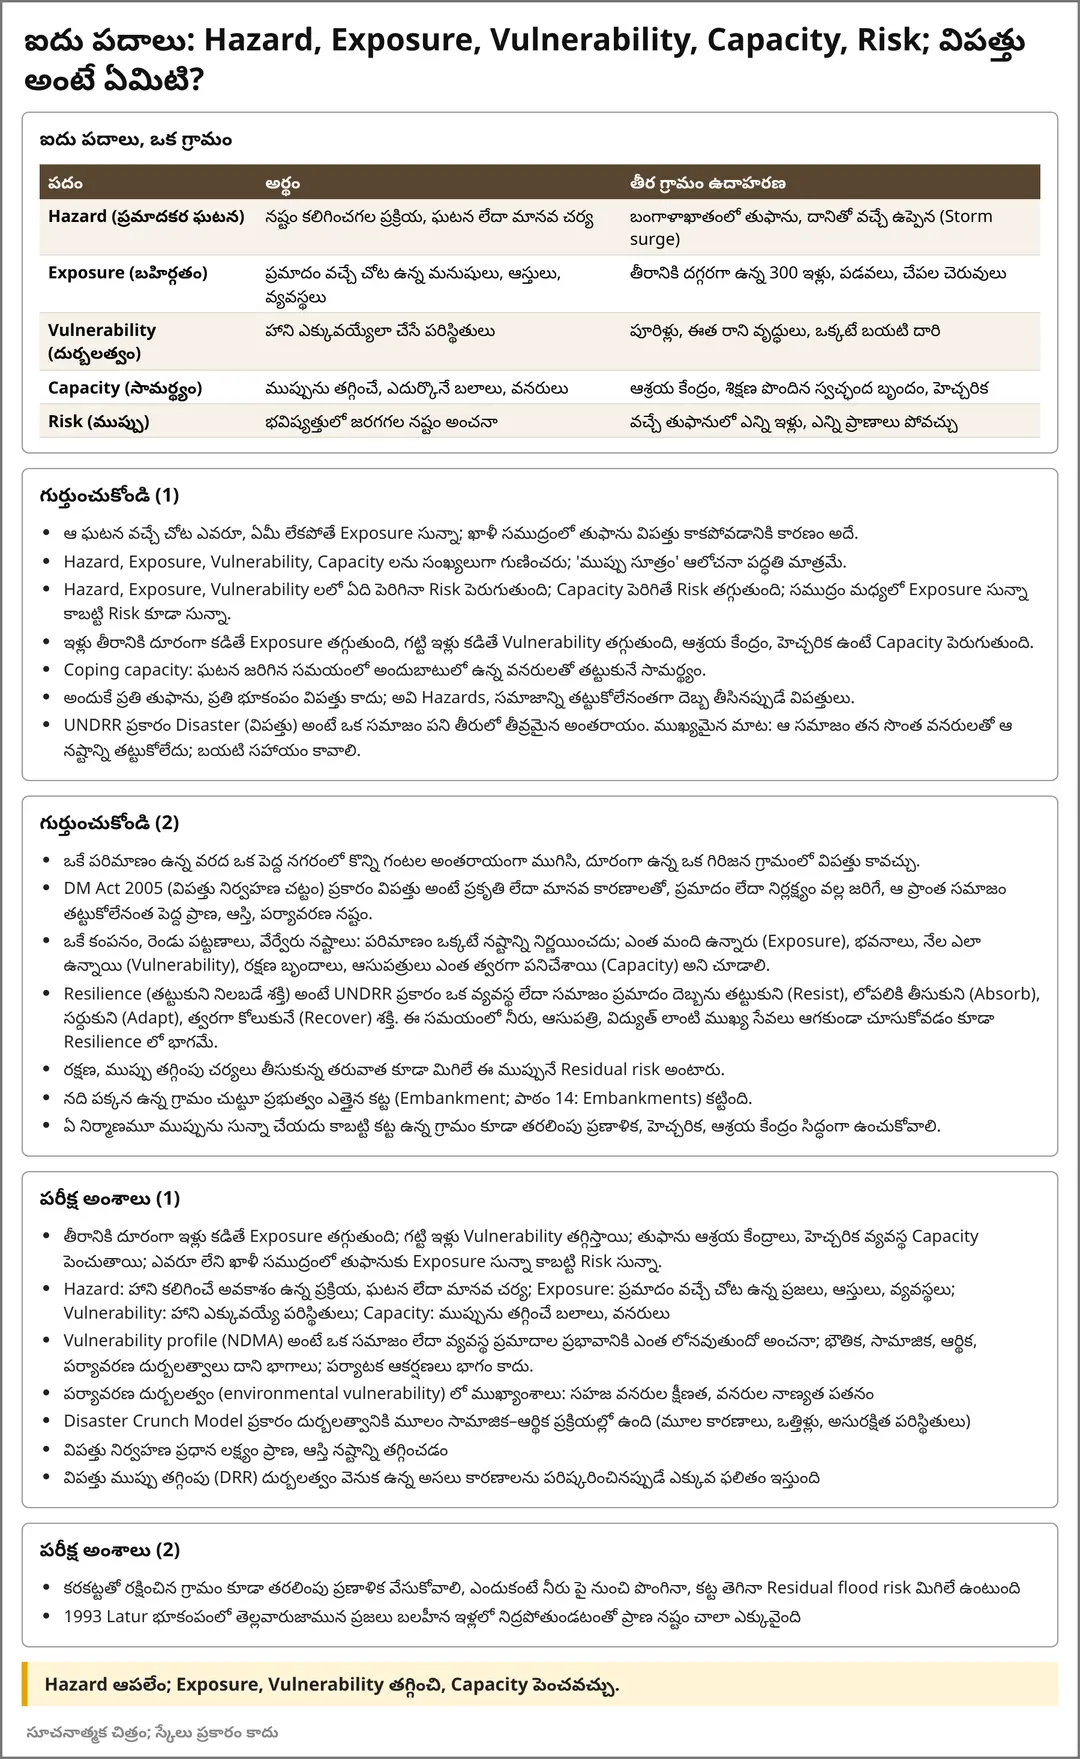 ఐదు పదాలు: Hazard, Exposure, Vulnerability, Capacity, Risk; విపత్తు
అంటే ఏమిటి?
ఐదు పదాలు, ఒక గ్రామం
పదం అర్థం తీర గ్రామం ఉదాహరణ
Hazard (ప్రమాదకర ఘటన) నష్టం కలిగించగల ప్రక్రియ, ఘటన లేదా మానవ చర్య బంగాళాఖాతంలో తుఫాను, దానితో వచ్చే ఉప్పెన (Storm
surge)
Exposure (బహిర్గతం) ప్రమాదం వచ్చే చోట ఉన్న మనుషులు, ఆస్తులు, తీరానికి దగ్గరగా ఉన్న 300 ఇళ్లు, పడవలు, చేపల చెరువులు
వ్యవస్థలు
Vulnerability హాని ఎక్కువయ్యేలా చేసే పరిస్థితులు పూరిళ్లు, ఈత రాని వృద్ధులు, ఒక్కటే బయటి దారి
(దుర్బలత్వం)
Capacity (సామర్థ్యం) ముప్పును తగ్గించే, ఎదుర్కొనే బలాలు, వనరులు ఆశ్రయ కేంద్రం, శిక్షణ పొందిన స్వచ్ఛంద బృందం, హెచ్చరిక
Risk (ముప్పు) భవిష్యత్తులో జరగగల నష్టం అంచనా వచ్చే తుఫానులో ఎన్ని ఇళ్లు, ఎన్ని ప్రాణాలు పోవచ్చు
గుర్తుంచుకోండి (1)
• ఆ ఘటన వచ్చే చోట ఎవరూ, ఏమీ లేకపోతే Exposure సున్నా; ఖాళీ సముద్రంలో తుఫాను విపత్తు కాకపోవడానికి కారణం అదే.
• Hazard, Exposure, Vulnerability, Capacity లను సంఖ్యలుగా గుణించరు; 'ముప్పు సూత్రం' ఆలోచనా పద్ధతి మాత్రమే.
• Hazard, Exposure, Vulnerability లలో ఏది పెరిగినా Risk పెరుగుతుంది; Capacity పెరిగితే Risk తగ్గుతుంది; సముద్రం మధ్యలో Exposure సున్నా
కాబట్టి Risk కూడా సున్నా.
• ఇళ్లు తీరానికి దూరంగా కడితే Exposure తగ్గుతుంది, గట్టి ఇళ్లు కడితే Vulnerability తగ్గుతుంది, ఆశ్రయ కేంద్రం, హెచ్చరిక ఉంటే Capacity పెరుగుతుంది.
• Coping capacity: ఘటన జరిగిన సమయంలో అందుబాటులో ఉన్న వనరులతో తట్టుకునే సామర్థ్యం.
• అందుకే ప్రతి తుఫాను, ప్రతి భూకంపం విపత్తు కాదు; అవి Hazards, సమాజాన్ని తట్టుకోలేనంతగా దెబ్బ తీసినప్పుడే విపత్తులు.
• UNDRR ప్రకారం Disaster (విపత్తు) అంటే ఒక సమాజం పని తీరులో తీవ్రమైన అంతరాయం. ముఖ్యమైన మాట: ఆ సమాజం తన సొంత వనరులతో ఆ
నష్టాన్ని తట్టుకోలేదు; బయటి సహాయం కావాలి.
గుర్తుంచుకోండి (2)
• ఒకే పరిమాణం ఉన్న వరద ఒక పెద్ద నగరంలో కొన్ని గంటల అంతరాయంగా ముగిసి, దూరంగా ఉన్న ఒక గిరిజన గ్రామంలో విపత్తు కావచ్చు.
• DM Act 2005 (విపత్తు నిర్వహణ చట్టం) ప్రకారం విపత్తు అంటే ప్రకృతి లేదా మానవ కారణాలతో, ప్రమాదం లేదా నిర్లక్ష్యం వల్ల జరిగే, ఆ ప్రాంత సమాజం
తట్టుకోలేనంత పెద్ద ప్రాణ, ఆస్తి, పర్యావరణ నష్టం.
• ఒకే కంపనం, రెండు పట్టణాలు, వేర్వేరు నష్టాలు: పరిమాణం ఒక్కటే నష్టాన్ని నిర్ణయించదు; ఎంత మంది ఉన్నారు (Exposure), భవనాలు, నేల ఎలా
ఉన్నాయి (Vulnerability), రక్షణ బృందాలు, ఆసుపత్రులు ఎంత త్వరగా పనిచేశాయి (Capacity) అని చూడాలి.
• Resilience (తట్టుకుని నిలబడే శక్తి) అంటే UNDRR ప్రకారం ఒక వ్యవస్థ లేదా సమాజం ప్రమాదం దెబ్బను తట్టుకుని (Resist), లోపలికి తీసుకుని (Absorb),
సర్దుకుని (Adapt), త్వరగా కోలుకునే (Recover) శక్తి. ఈ సమయంలో నీరు, ఆసుపత్రి, విద్యుత్ లాంటి ముఖ్య సేవలు ఆగకుండా చూసుకోవడం కూడా
Resilience లో భాగమే.
• రక్షణ, ముప్పు తగ్గింపు చర్యలు తీసుకున్న తరువాత కూడా మిగిలే ఈ ముప్పునే Residual risk అంటారు.
• నది పక్కన ఉన్న గ్రామం చుట్టూ ప్రభుత్వం ఎత్తైన కట్ట (Embankment; పాఠం 14: Embankments) కట్టింది.
• ఏ నిర్మాణమూ ముప్పును సున్నా చేయదు కాబట్టి కట్ట ఉన్న గ్రామం కూడా తరలింపు ప్రణాళిక, హెచ్చరిక, ఆశ్రయ కేంద్రం సిద్ధంగా ఉంచుకోవాలి.
పరీక్ష అంశాలు (1)
• తీరానికి దూరంగా ఇళ్లు కడితే Exposure తగ్గుతుంది; గట్టి ఇళ్లు Vulnerability తగ్గిస్తాయి; తుఫాను ఆశ్రయ కేంద్రాలు, హెచ్చరిక వ్యవస్థ Capacity
పెంచుతాయి; ఎవరూ లేని ఖాళీ సముద్రంలో తుఫానుకు Exposure సున్నా కాబట్టి Risk సున్నా.
• Hazard: హాని కలిగించే అవకాశం ఉన్న ప్రక్రియ, ఘటన లేదా మానవ చర్య; Exposure: ప్రమాదం వచ్చే చోట ఉన్న ప్రజలు, ఆస్తులు, వ్యవస్థలు;
Vulnerability: హాని ఎక్కువయ్యే పరిస్థితులు; Capacity: ముప్పును తగ్గించే బలాలు, వనరులు
• Vulnerability profile (NDMA) అంటే ఒక సమాజం లేదా వ్యవస్థ ప్రమాదాల ప్రభావానికి ఎంత లోనవుతుందో అంచనా; భౌతిక, సామాజిక, ఆర్థిక,
పర్యావరణ దుర్బలత్వాలు దాని భాగాలు; పర్యాటక ఆకర్షణలు భాగం కాదు.
• పర్యావరణ దుర్బలత్వం (environmental vulnerability) లో ముఖ్యాంశాలు: సహజ వనరుల క్షీణత, వనరుల నాణ్యత పతనం
• Disaster Crunch Model ప్రకారం దుర్బలత్వానికి మూలం సామాజిక–ఆర్థిక ప్రక్రియల్లో ఉంది (మూల కారణాలు, ఒత్తిళ్లు, అసురక్షిత పరిస్థితులు)
• విపత్తు నిర్వహణ ప్రధాన లక్ష్యం ప్రాణ, ఆస్తి నష్టాన్ని తగ్గించడం
• విపత్తు ముప్పు తగ్గింపు (DRR) దుర్బలత్వం వెనుక ఉన్న అసలు కారణాలను పరిష్కరించినప్పుడే ఎక్కువ ఫలితం ఇస్తుంది
పరీక్ష అంశాలు (2)
• కరకట్టతో రక్షించిన గ్రామం కూడా తరలింపు ప్రణాళిక వేసుకోవాలి, ఎందుకంటే నీరు పై నుంచి పొంగినా, కట్ట తెగినా Residual flood risk మిగిలే ఉంటుంది
• 1993 Latur భూకంపంలో తెల్లవారుజామున ప్రజలు బలహీన ఇళ్లలో నిద్రపోతుండటంతో ప్రాణ నష్టం చాలా ఎక్కువైంది
Hazard ఆపలేం; Exposure, Vulnerability తగ్గించి, Capacity పెంచవచ్చు.
సూచనాత్మక చిత్రం; స్కేలు ప్రకారం కాదు